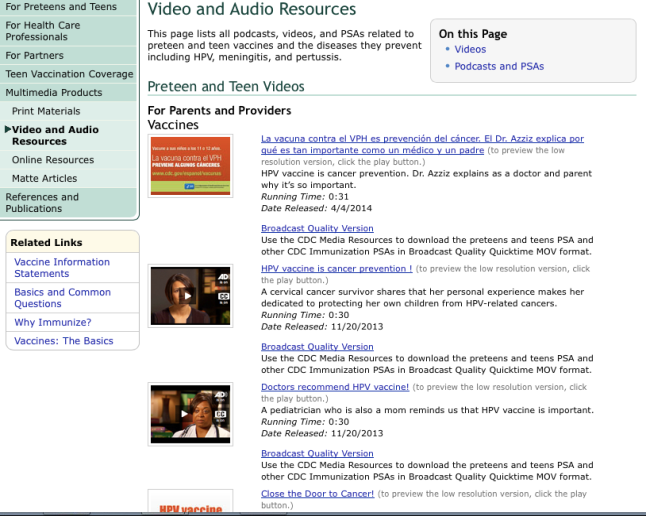 For Preteens and Teens
For Health Care
Professionals
For Partners
Teen Vaccination Coverage
Multimedia Products
Print Materials
Video and Audio
Resources
Online Resources
Matte Articles
References and
Publications
Related Links
Vaccine Information
Statements
Basics and Common
Questions
Why Immunize?
Vaccines: The Basics
Video and Audio Resources
This page lists all podcasts, videos, and PSAs related to
preteen and teen vaccines and the diseases they prevent
including HPV, meningitis, and pertussis.
On this Page
Videos
Podcasts and PSAs
Preteen and Teen Videos
For Parents and Providers
Vaccines
Vacune a sus niños a los 11 o 12 años
La vacuna contra el VPH
PREVIENE ALGUNOS CÁNCERES
www.cdc.gov/espanol/vacunas
La vacuna contra el VPH es prevención del cáncer. El Dr. Azziz explica por
qué es tan importante como un médico y un padre (to preview the low
resolution version, click the play button.)
HPV vaccine is cancer prevention. Dr. Azziz explains as a doctor and parent
why it's so important.
Running Time: 0:31
Date Released: 4/4/2014
Broadcast Quality Version
Use the CDC Media Resources to download the preteens and teens PSA and
other CDC Immunization PSAs in Broadcast Quality Quicktime MOV format.
AD
CC
HPV vaccine is cancer prevention ! (to preview the low resolution version, click
the play button.)
A cervical cancer survivor shares that her personal experience makes her
dedicated to protecting her own children from HPV-related cancers.
Running Time: 0:30
Date Released: 11/20/2013
Broadcast Quality Version
Use the CDC Media Resources to download the preteens and teens PSA and
other CDC Immunization PSAs in Broadcast Quality Quicktime MOV format.
AD
CC
Doctors recommend HPV vaccine! (to preview the low resolution version, click
the play button.)
A pediatrician who is also a mom reminds us that HPV vaccine is important.
Running Time: 0:30
Date Released: 11/20/2013
Broadcast Quality Version
Use the CDC Media Resources to download the preteens and teens PSA and
other CDC Immunization PSAs in Broadcast Quality Quicktime MOV format.
HPV vaccine
Close the Door to Cancer! (to preview the low resolution version, click the play
button.)